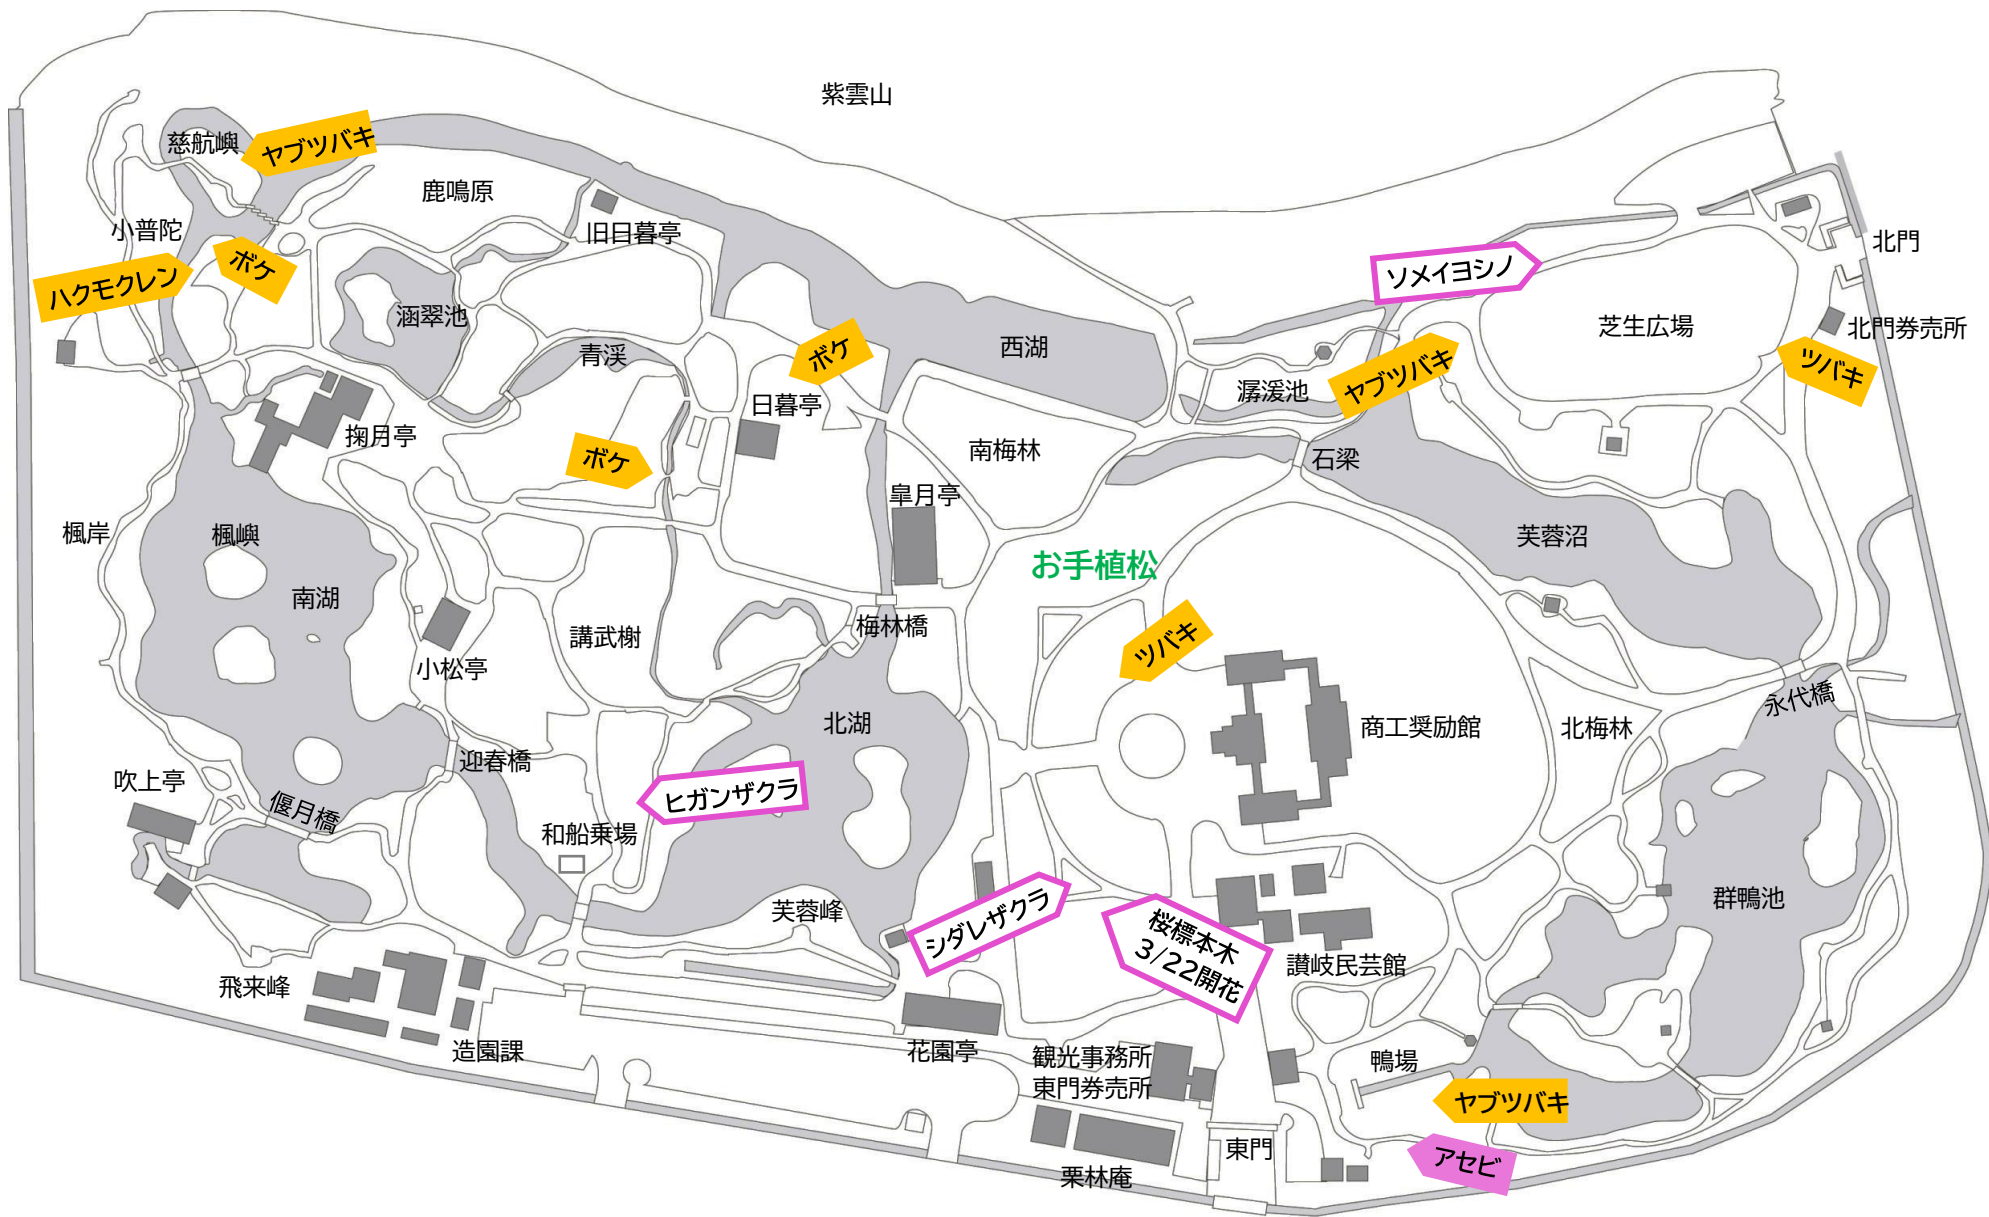 紫雲山
慈航嶼
ヤブツバキ
鹿鳴原
小普陀
旧日暮亭
北門
ボケ
ハクモクレン
ソメイヨシノ
涵翠池
青渓
ボケ
西湖
芝生広場
北門券売所
ツバキ
ヤブツバキ
潺湲池
日暮亭
掬月亭
南梅林
石梁
ボケ
皐月亭
楓岸
楓嶼
芙蓉沼
お手植松
南湖
講武榭
梅林橋
ツバキ
小松亭
永代橋
北湖
商工奨励館
北梅林
迎春橋
吹上亭
ヒガンザクラ
偃月橋
和船乗場
芙蓉峰
シダレザクラ
桜標本木
3/22開花
群鴨池
讃岐民芸館
飛来峰
造園課
花園亭
観光事務所
東門券売所
鴨場
ヤブツバキ
東門
アセビ
栗林庵